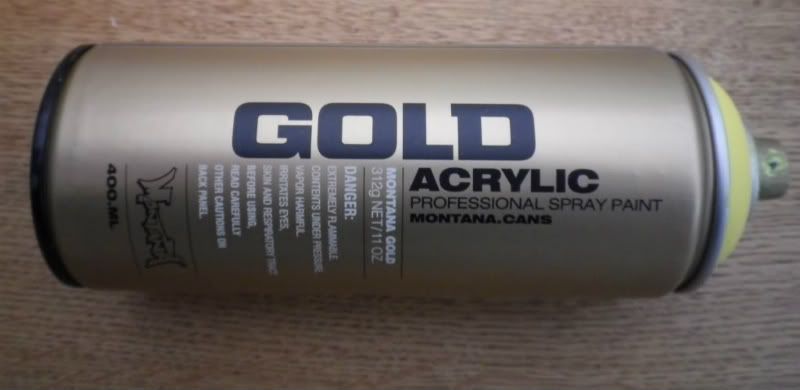 GOLD
ACRYLIC
PROFESSIONAL SPRAY PAINT
MONTANA.CANS
MONTANA GOLD
312g NET/11 OZ
DANGER:
EXTREMELY FLAMMABLE.
CONTENTS UNDER PRESSURE.
VAPOR HARMFUL.
IRRITATES EYES,
SKIN AND RESPIRATORY TRACT.
BEFORE USING,
READ CAREFULLY
OTHER CAUTIONS ON
BACK PANEL.
MONTANA
400.ML